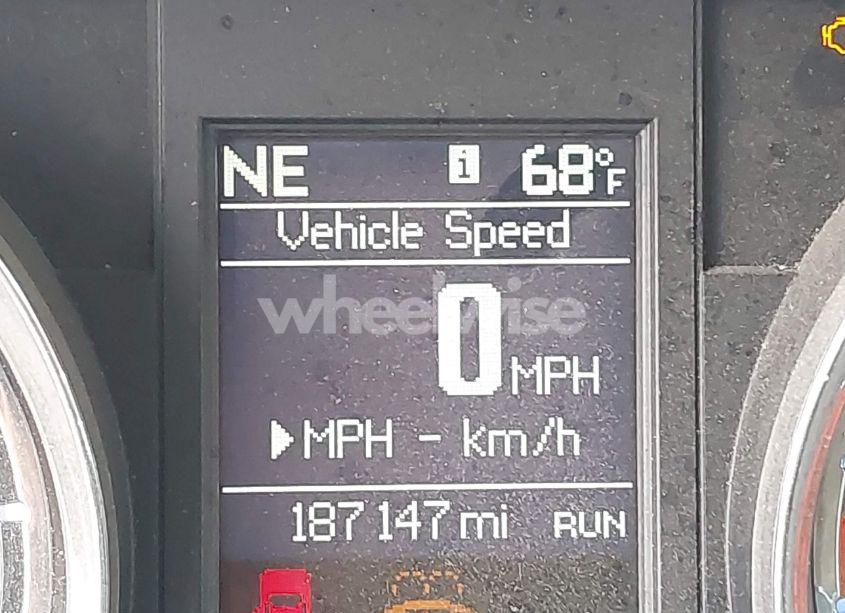 NE i 68°F
Vehicle Speed
wheelwise
0 MPH
MPH - km/h
187147 mi RUN